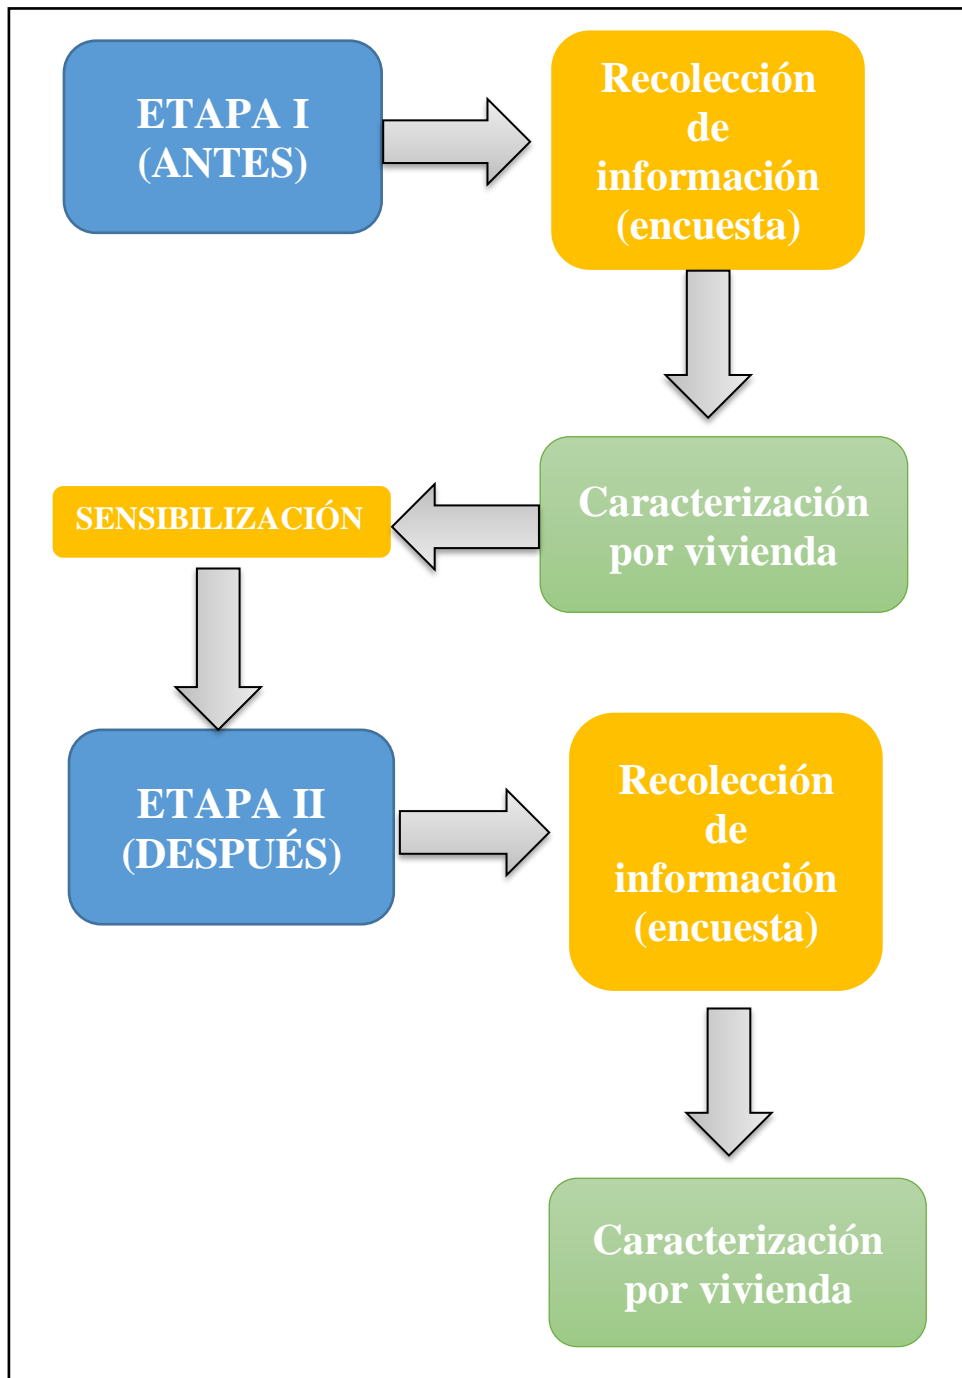 ETAPA I
(ANTES)
Recolección
de
información
(encuesta)
Caracterización
por vivienda
SENSIBILIZACIÓN
ETAPA II
(DESPUÉS)
Recolección
de
información
(encuesta)
Caracterización
por vivienda